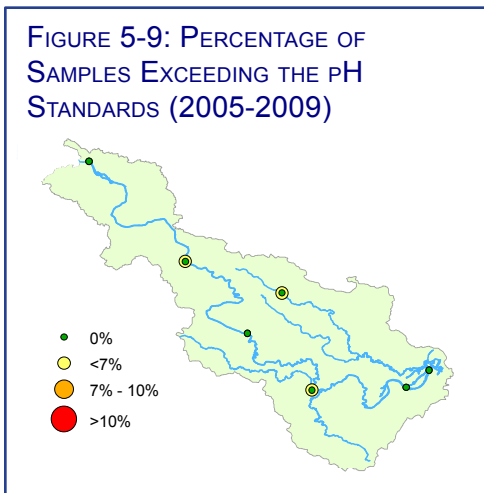 FIGURE 5-9: PERCENTAGE OF
SAMPLES EXCEEDING THE PH
STANDARDS (2005-2009)
0%
<7%
7% - 10%
>10%